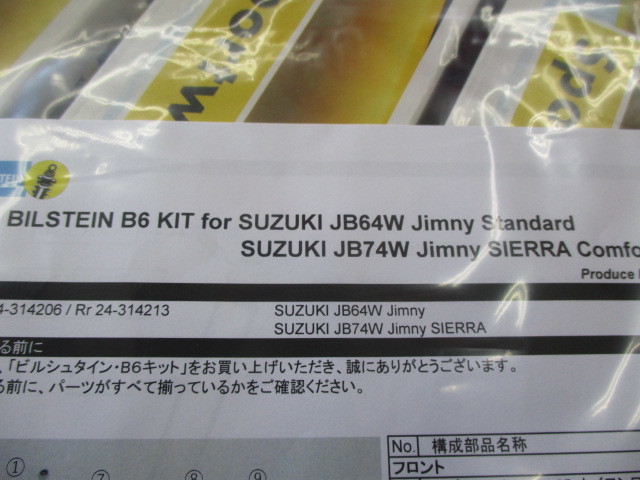 BILSTEIN B6 KIT for SUZUKI JB64W Jimny Standard
SUZUKI JB74W Jimny SIERRA Comfo
Produce
4-314206 / Rr 24-314213
SUZUKI JB64W Jimny
SUZUKI JB74W Jimny SIERRA
る前に
、「ビルシュタイン・B6キット」をお買い上げいただき、誠にありがとうございます。
る前に、パーツがすべて揃っているかをご確認ください。
No. 構成部品名称
フロント
① ⑦ ⑧ ⑨